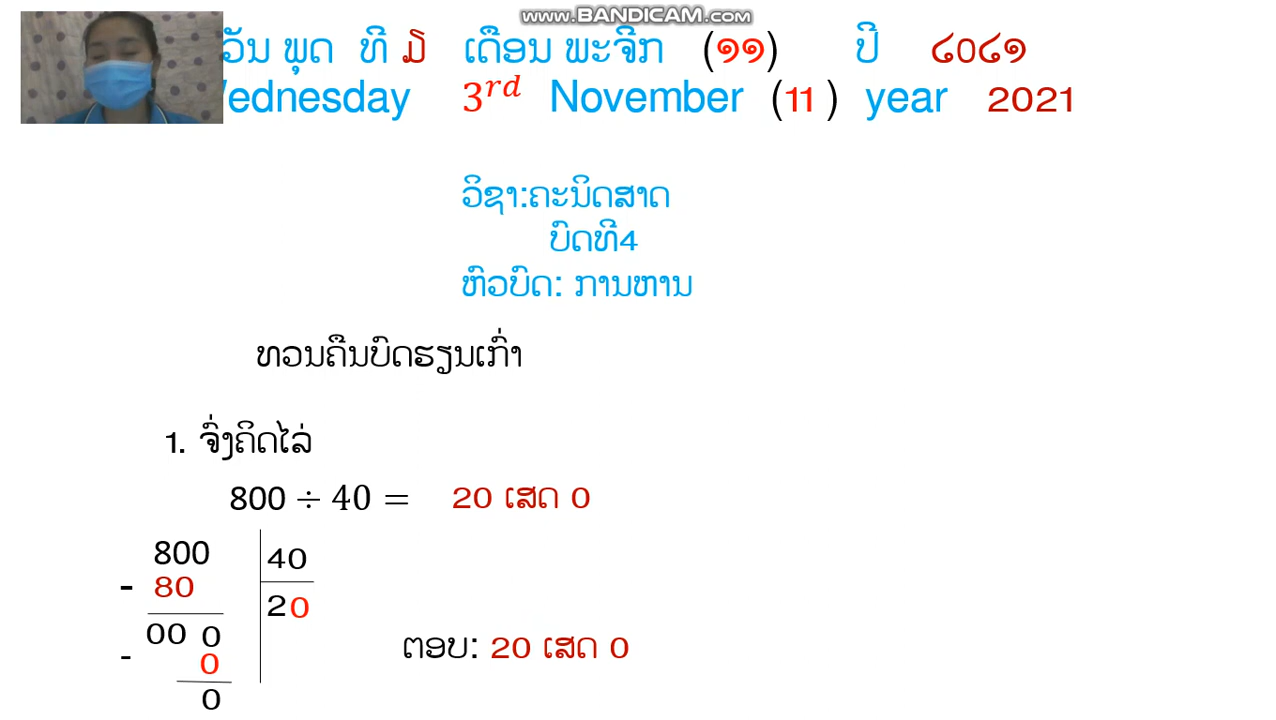 www.BANDICAM.com
ວັນ ພຸດ ທີ ໓ ເດືອນ ພະຈິກ (໑໑) ປີ ໒໐໒໑
Wednesday 3rd November (11 ) year 2021
ວິຊາ:ຄະນິດສາດ
ບົດທີ4
ຫົວບົດ: ການຫານ
ທວນຄືນບົດຮຽນເກົ່າ
1. ຈົ່ງຄິດໄລ່
800 ÷ 40 = 20 ເສດ 0
800 40
- 80
20
00 0
- 0
0
ຕອບ: 20 ເສດ 0